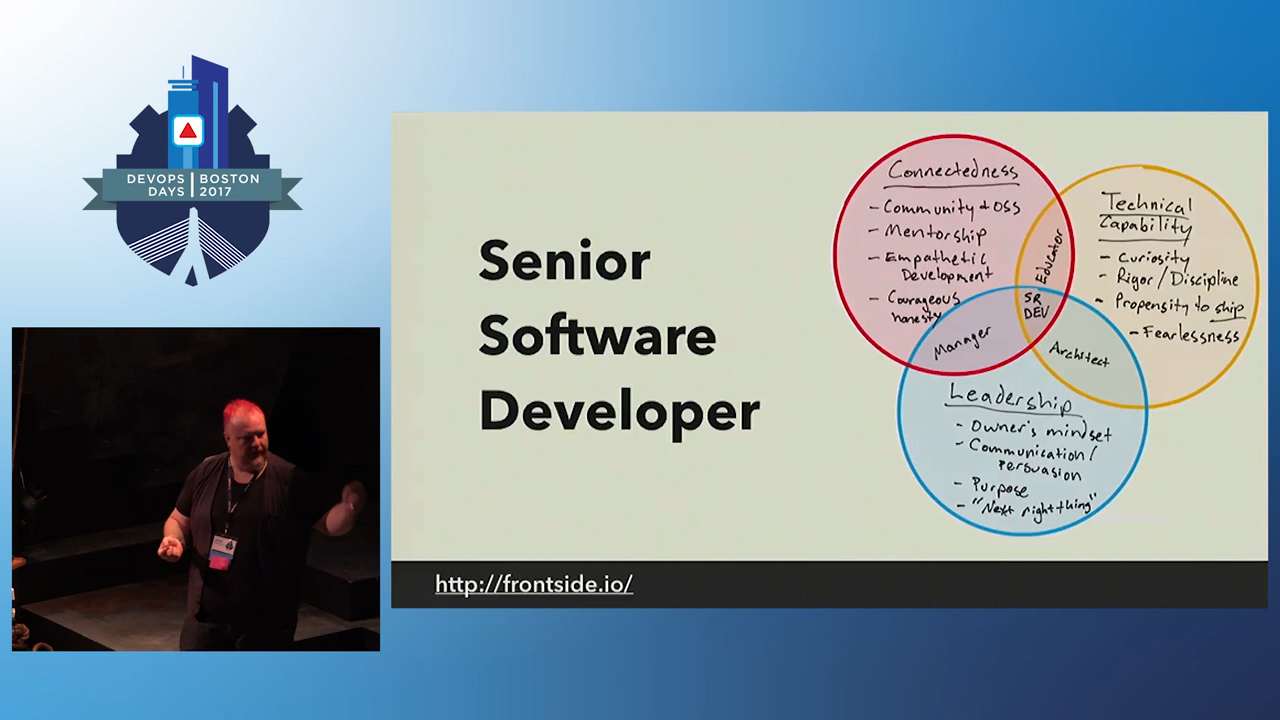 DEVOPS BOSTON
DAYS 2017
Senior
Software
Developer
Connectedness
- Community + OSS
- Mentorship
- Empathetic
Development
- Courageous
honesty
Educator
Technical
Capability
- Curiosity
- Rigor / Discipline
- Propensity to ship
- Fearlessness
SR
DEV
Manager
Architect
Leadership
- Owner's mindset
- Communication /
Persuasion
- Purpose
- "Next right thing"
http://frontside.io/